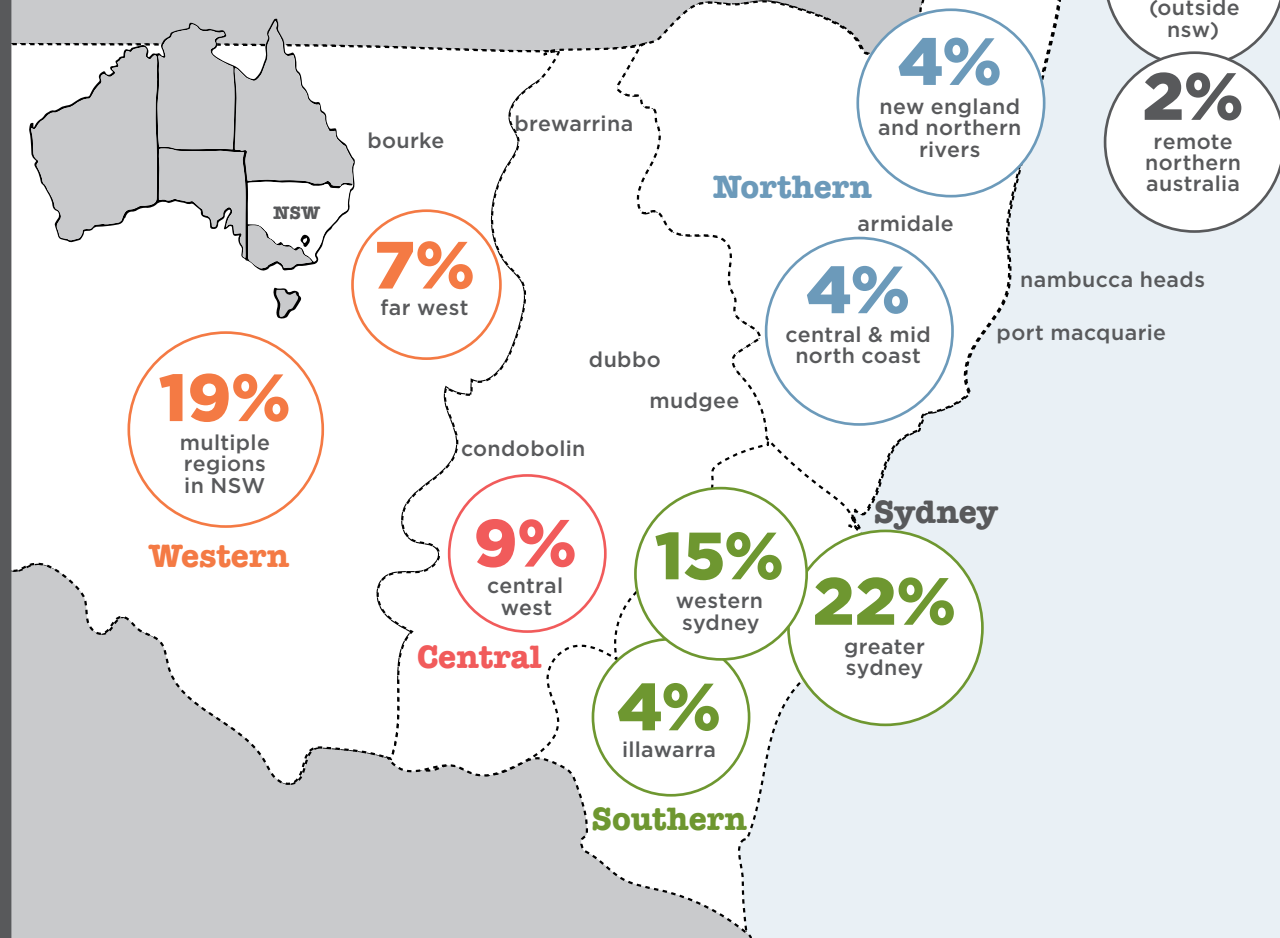 (outside
nsw)
4%
new england
and northern
rivers
2%
remote
northern
australia
bourke
brewarrina
Northern
NSW
armidale
7%
far west
4%
central & mid
north coast
nambucca heads
port macquarie
dubbo
mudgee
19%
multiple
regions
in NSW
condobolin
Western
9%
central
west
Central
15%
western
sydney
Sydney
22%
greater
sydney
4%
illawarra
Southern